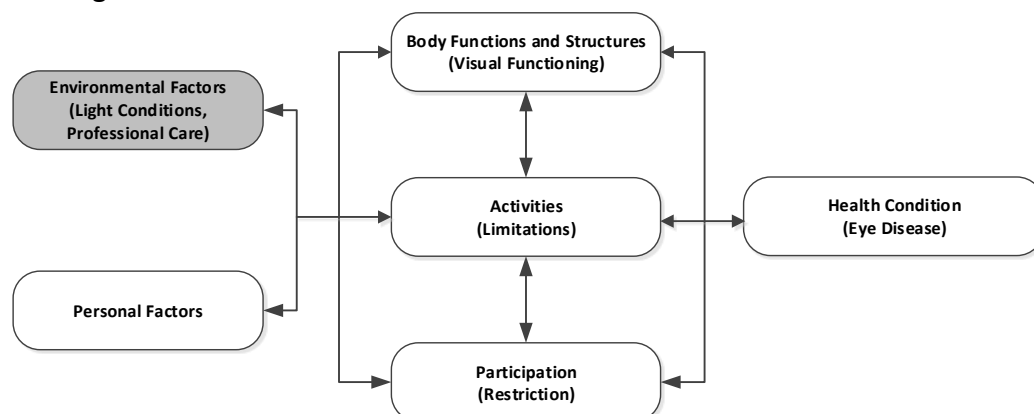 Body Functions and Structures
(Visual Functioning)
Environmental Factors
(Light Conditions,
Professional Care)
Activities
(Limitations)
Health Condition
(Eye Disease)
Personal Factors
Participation
(Restriction)